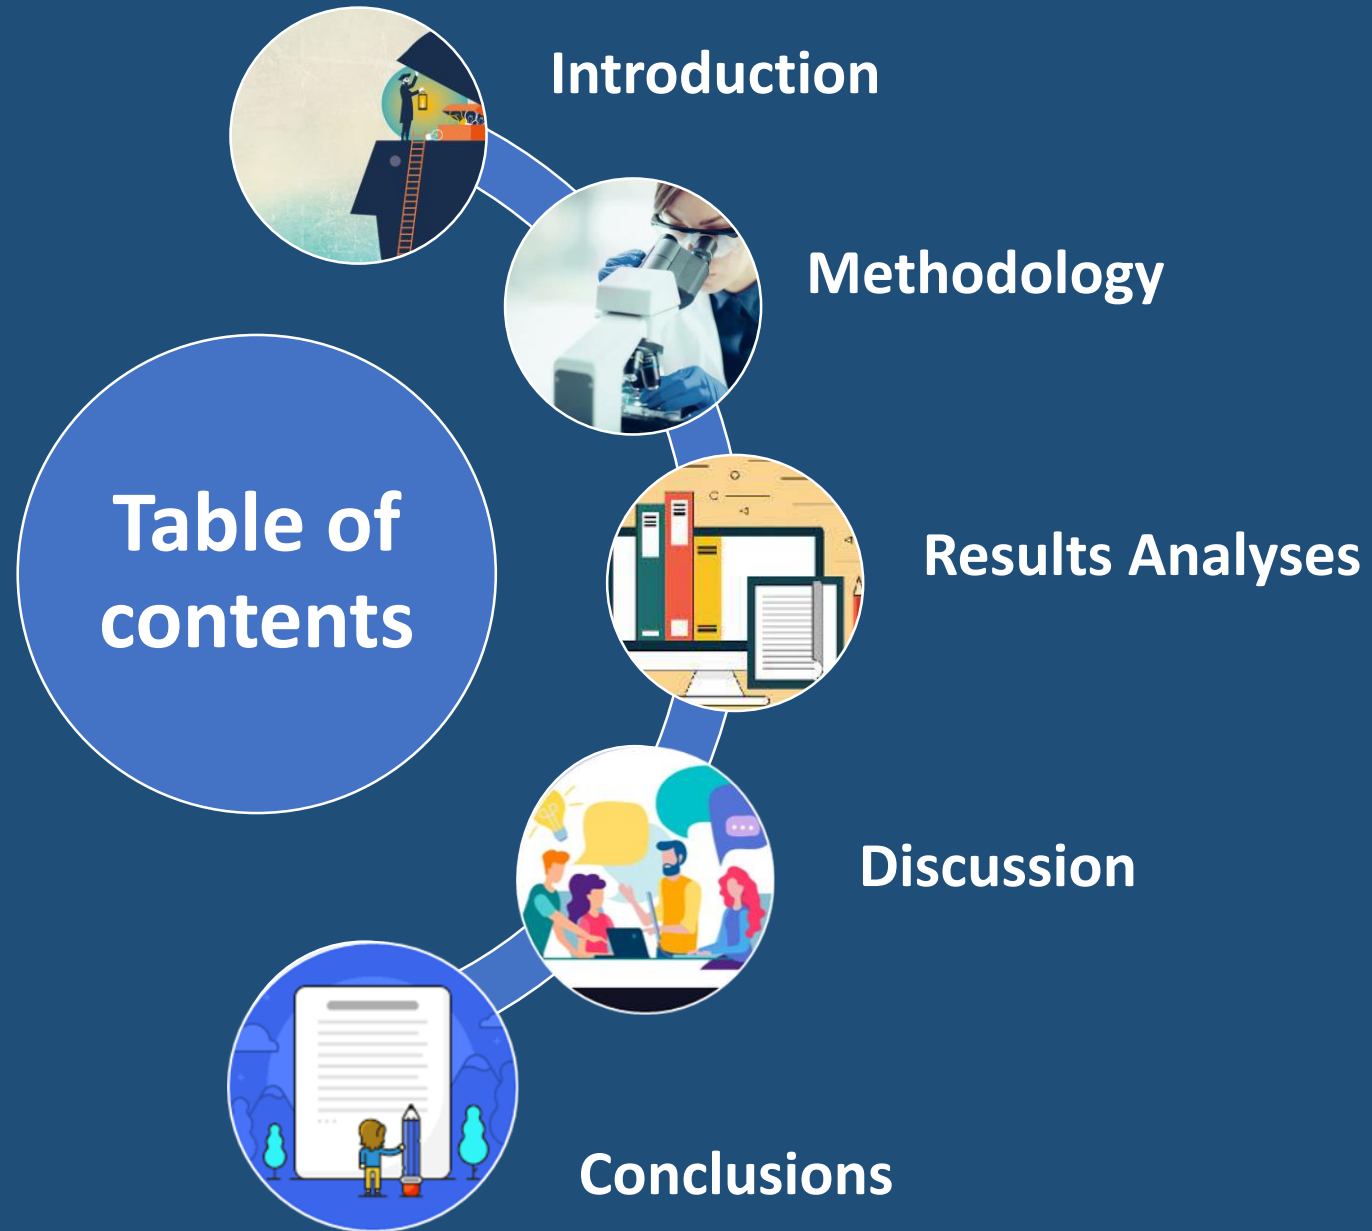 Introduction
Methodology
Table of
contents
Results Analyses
Discussion
Conclusions